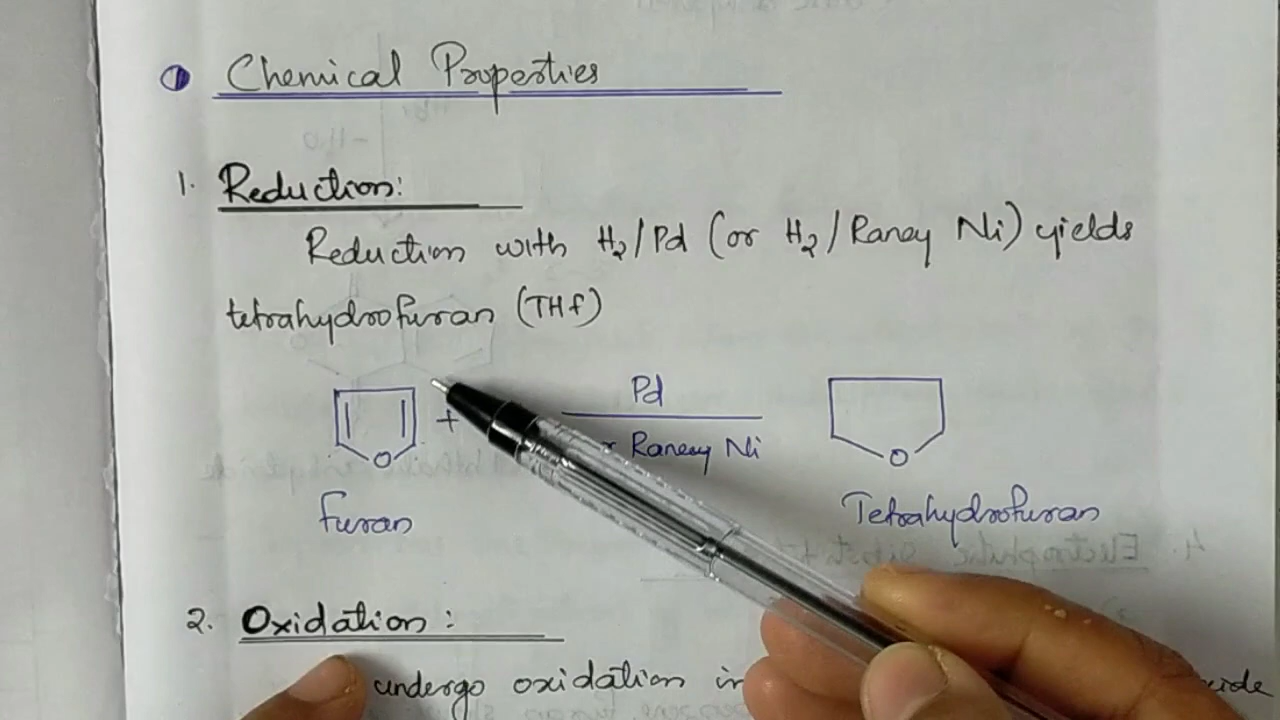 Chemical Properties
1. Reduction:
Reduction with H₂/Pd (or H₂/Raney Ni) yields
tetrahydrofuran (THf)
+ Pd
Raney Ni
O O
furan Tetrahydrofuran
2. Oxidation:
undergo oxidation in